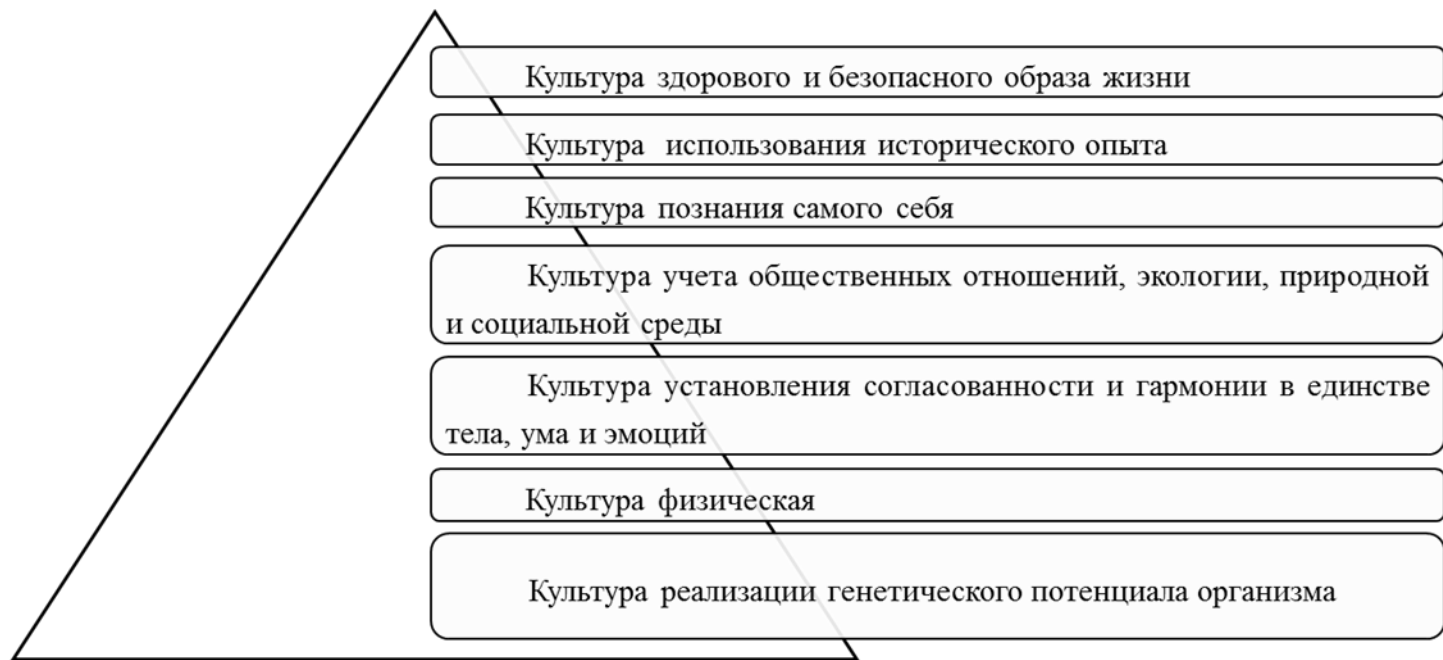 Культура здорового и безопасного образа жизни
Культура использования исторического опыта
Культура познания самого себя
Культура учета общественных отношений, экологии, природной
и социальной среды
Культура установления согласованности и гармонии в единстве
тела, ума и эмоций
Культура физическая
Культура реализации генетического потенциала организма